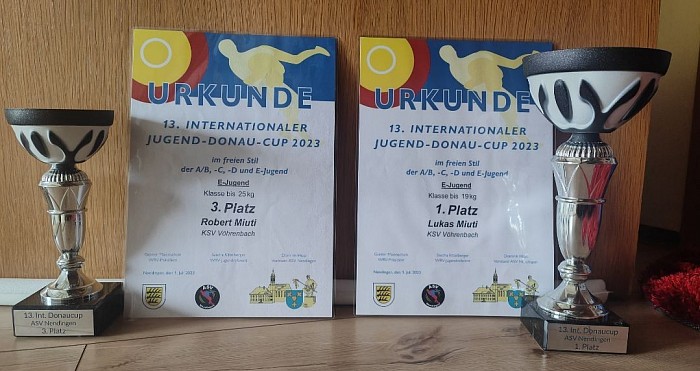 URKUNDE
13. INTERNATIONALER
JUGEND-DONAU-CUP 2023
im freien Stil
der A/B, -C, -D und E-Jugend
E-Jugend
Klasse bis 25kg
3. Platz
Robert Miuti
KSV Vöhrenbach
URKUNDE
13. INTERNATIONALER
JUGEND-DONAU-CUP 2023
im freien Stil
der A/B, -C, -D und E-Jugend
E-Jugend
Klasse bis 19kg
1. Platz
Lukas Miuti
KSV Vöhrenbach
13. Int. Donaucup
ASV Nendingen
3. Platz
13. Int. Donaucup
ASV Nendingen
1. Platz